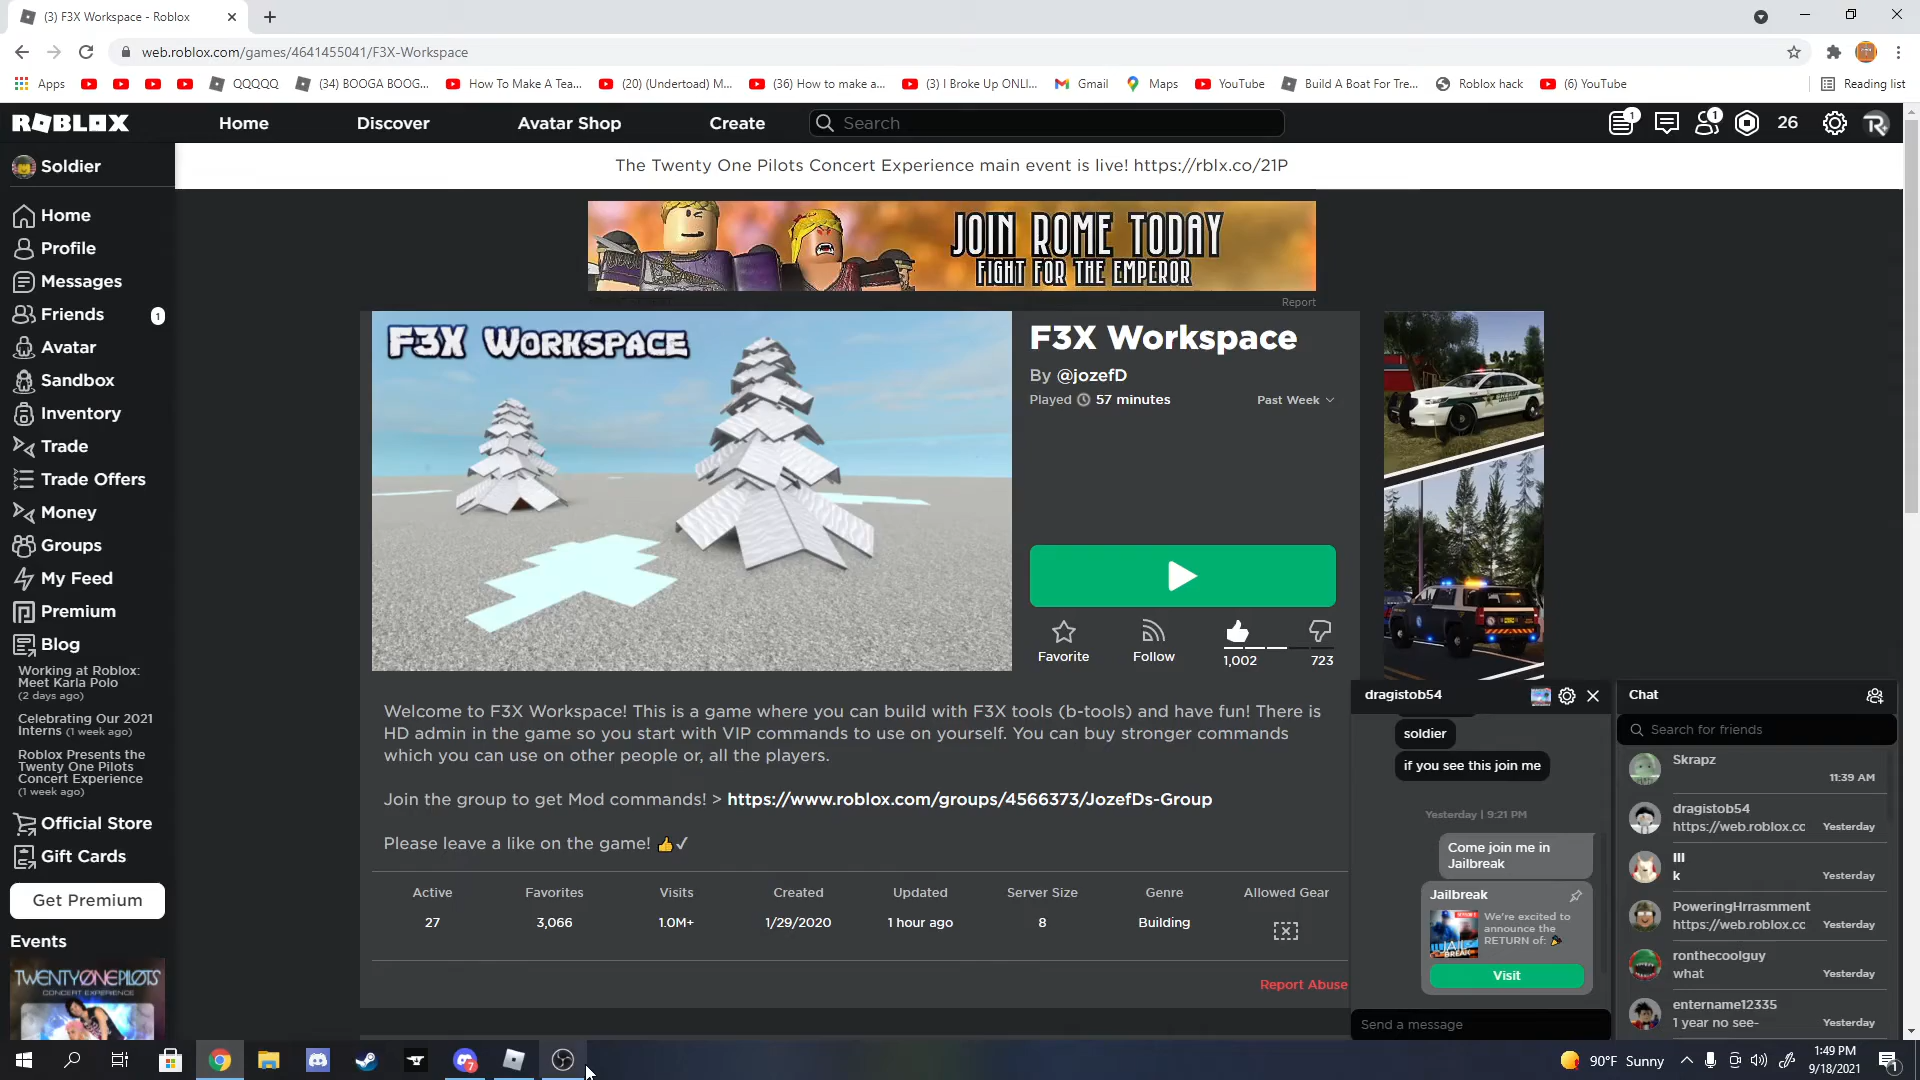 (3) F3X Workspace - Roblox
web.roblox.com/games/4641455041/F3X-Workspace
Apps
QQQQQ
(34) BOOGA BOOG...
How To Make A Tea...
(20) (Undertoad) M...
(36) How to make a...
(3) I Broke Up ONLI...
Gmail
Maps
YouTube
Build A Boat For Tre...
Roblox hack
(6) YouTube
Reading list
ROBLOX
Home
Discover
Avatar Shop
Create
Search
1
1
26
Soldier
The Twenty One Pilots Concert Experience main event is live! https://rblx.co/21P
Home
Profile
Messages
Friends
1
Avatar
Sandbox
Inventory
Trade
Trade Offers
Money
Groups
My Feed
Premium
Blog
Working at Roblox:
Meet Karla Polo
(2 days ago)
Celebrating Our 2021
Interns (1 week ago)
Roblox Presents the
Twenty One Pilots
Concert Experience
(1 week ago)
Official Store
Gift Cards
Get Premium
Events
TWENTY ONE PILOTS
CONCERT EXPERIENCE
JOIN ROME TODAY
FIGHT FOR THE EMPEROR
Report
F3X WORKSPACE
F3X Workspace
By @jozefD
Played 57 minutes
Past Week
SHERIFF
Favorite
Follow
1,002
723
Welcome to F3X Workspace! This is a game where you can build with F3X tools (b-tools) and have fun! There is
HD admin in the game so you start with VIP commands to use on yourself. You can buy stronger commands
which you can use on other people or, all the players.
Join the group to get Mod commands! > https://www.roblox.com/groups/4566373/JozefDs-Group
Please leave a like on the game! 👍✓
Active
Favorites
Visits
Created
Updated
Server Size
Genre
Allowed Gear
27
3,066
1.0M+
1/29/2020
1 hour ago
8
Building
Report Abuse
dragistob54
soldier
if you see this join me
Yesterday | 9:21 PM
Come join me in
Jailbreak
Jailbreak
We're excited to
announce the
RETURN of: 🎉
JAIL
BREAK
Visit
Send a message
Chat
Search for friends
Skrapz
11:39 AM
dragistob54
https://web.roblox.cc
Yesterday
lll
k
Yesterday
PoweringHrrasmment
https://web.roblox.cc
Yesterday
ronthecoolguy
what
Yesterday
entername12335
1 year no see-
Yesterday
7
90°F Sunny
1:49 PM
9/18/2021
1